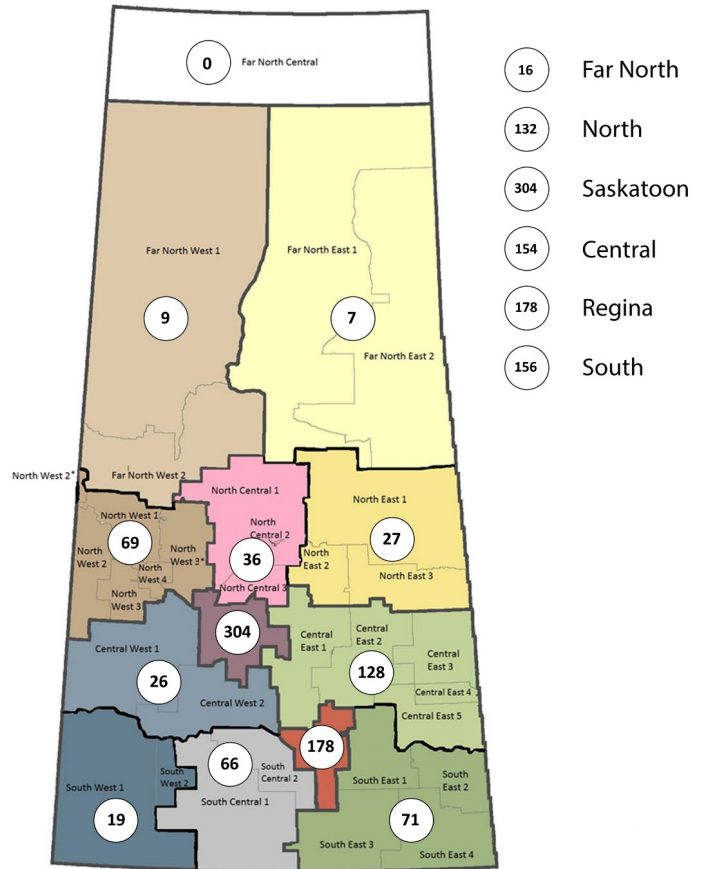 0
Far North Central
16
Far North
132
North
304
Saskatoon
154
Central
178
Regina
156
South
Far North West 1
Far North East 1
9
7
Far North East 2
North West 2*
Far North West 2
North Central 1
North East 1
North West 1
69
North
Central 2
27
North
West 2
North
West 3*
36
North
East 2
North
West 4
North East 3
North Central 3
North
West 3
304
Central West 1
Central
East 1
Central
East 2
Central
East 3
26
128
Central West 2
Central East 4
Central East 5
178
66
South West 1
South
West 2
South
Central 2
South East 1
South
East 2
South Central 1
19
71
South East 3
South East 4